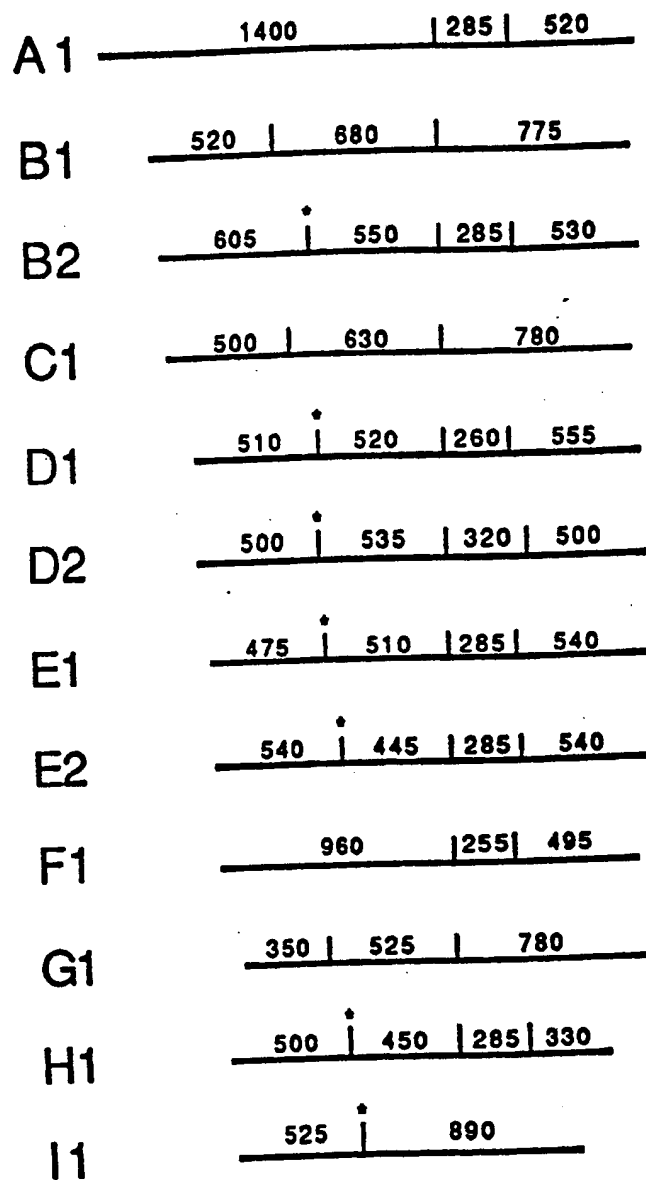 A1 1400 285 520
B1 520 680 775
*
B2 605 550 285 530
C1 500 630 780
*
D1 510 520 260 555
*
D2 500 535 320 500
*
E1 475 510 285 540
*
E2 540 445 285 540
F1 960 255 495
G1 350 525 780
*
H1 500 450 285 330
*
I1 525 890